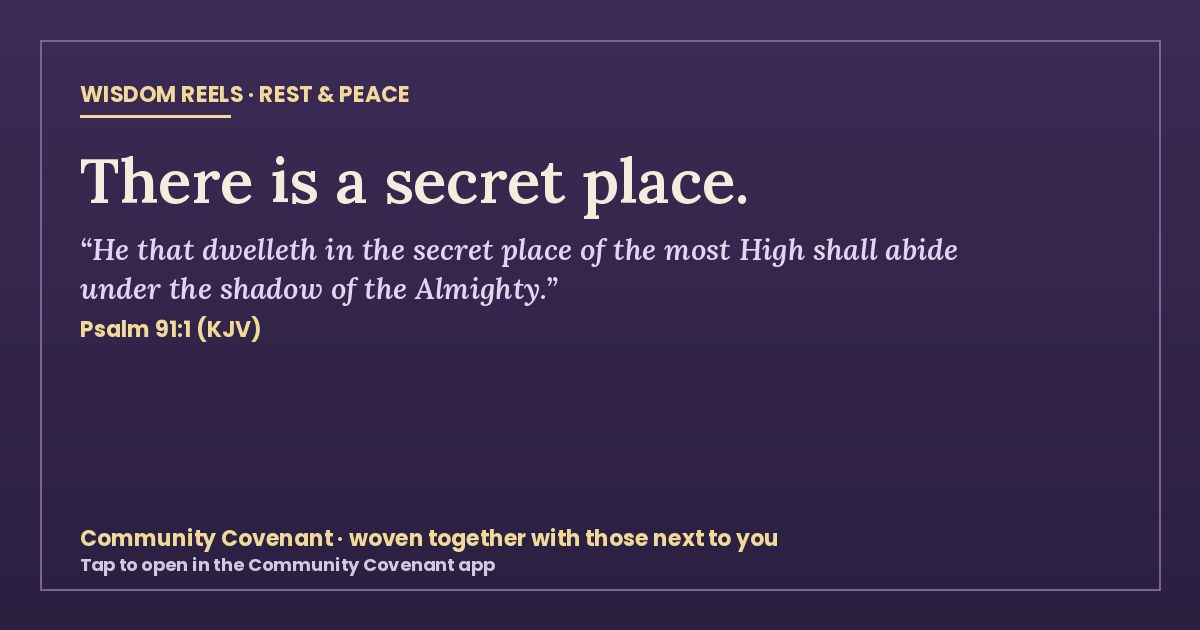 WISDOM REELS · REST & PEACE
There is a secret place.
“He that dwelleth in the secret place of the most High shall abide
under the shadow of the Almighty.”
Psalm 91:1 (KJV)
Community Covenant · woven together with those next to you
Tap to open in the Community Covenant app